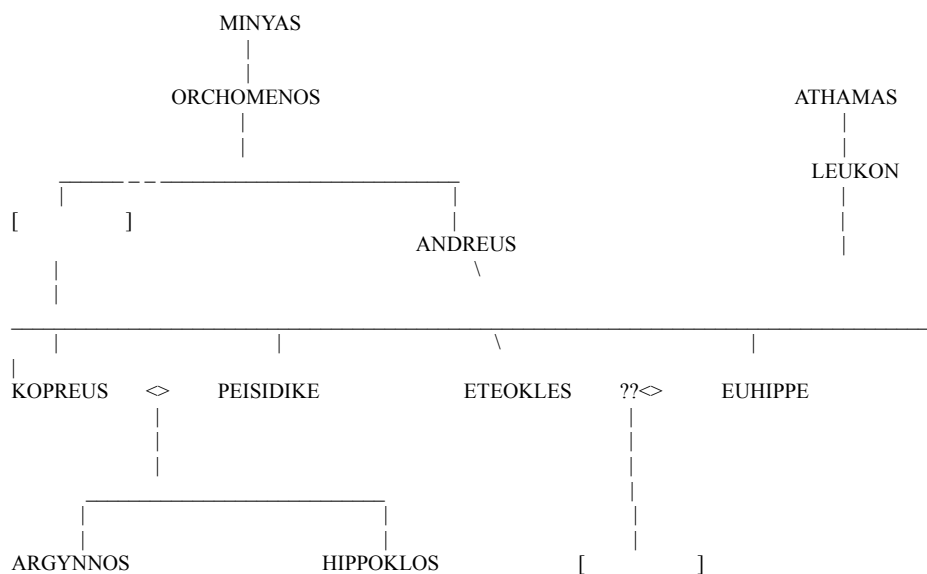 MINYAS
ORCHOMENOS ATHAMAS
LEUKON
[ ]
ANDREUS
KOPREUS <> PEISIDIKE ETEOKLES ??<> EUHIPPE
ARGYNNOS HIPPOKLOS [ ]